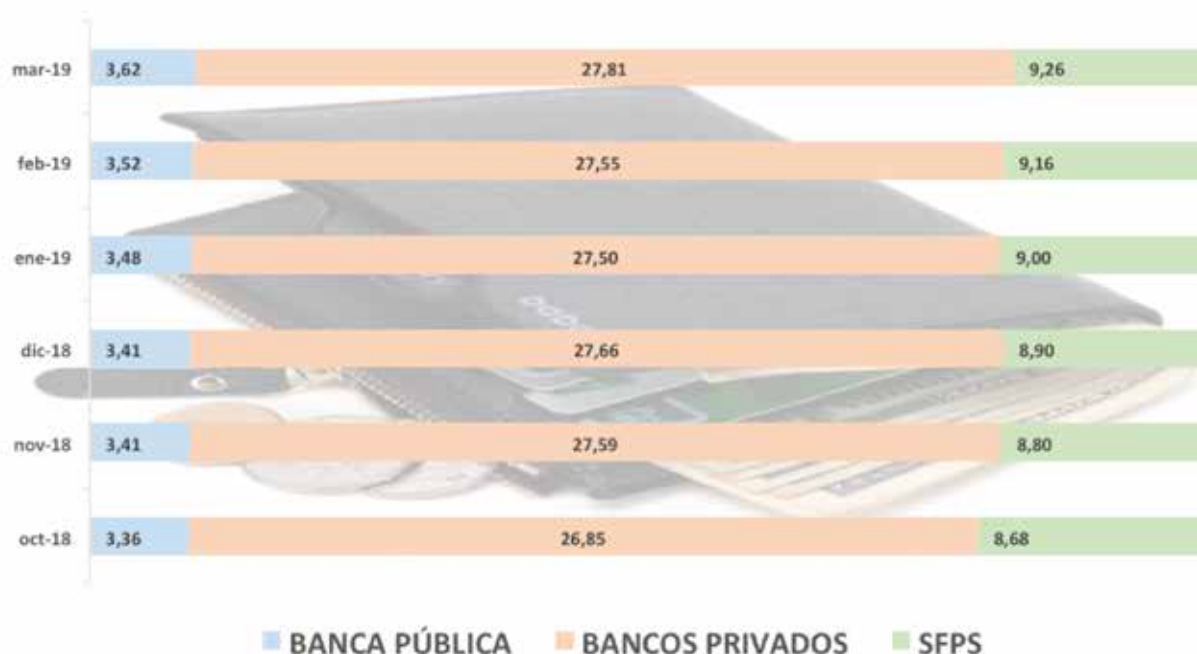 mar-19 3,62 27,81 9,26
feb-19 3,52 27,55 9,16
ene-19 3,48 27,50 9,00
dic-18 3,41 27,66 8,90
nov-18 3,41 27,59 8,80
oct-18 3,36 26,85 8,68
BANCA PÚBLICA BANCOS PRIVADOS SFPS